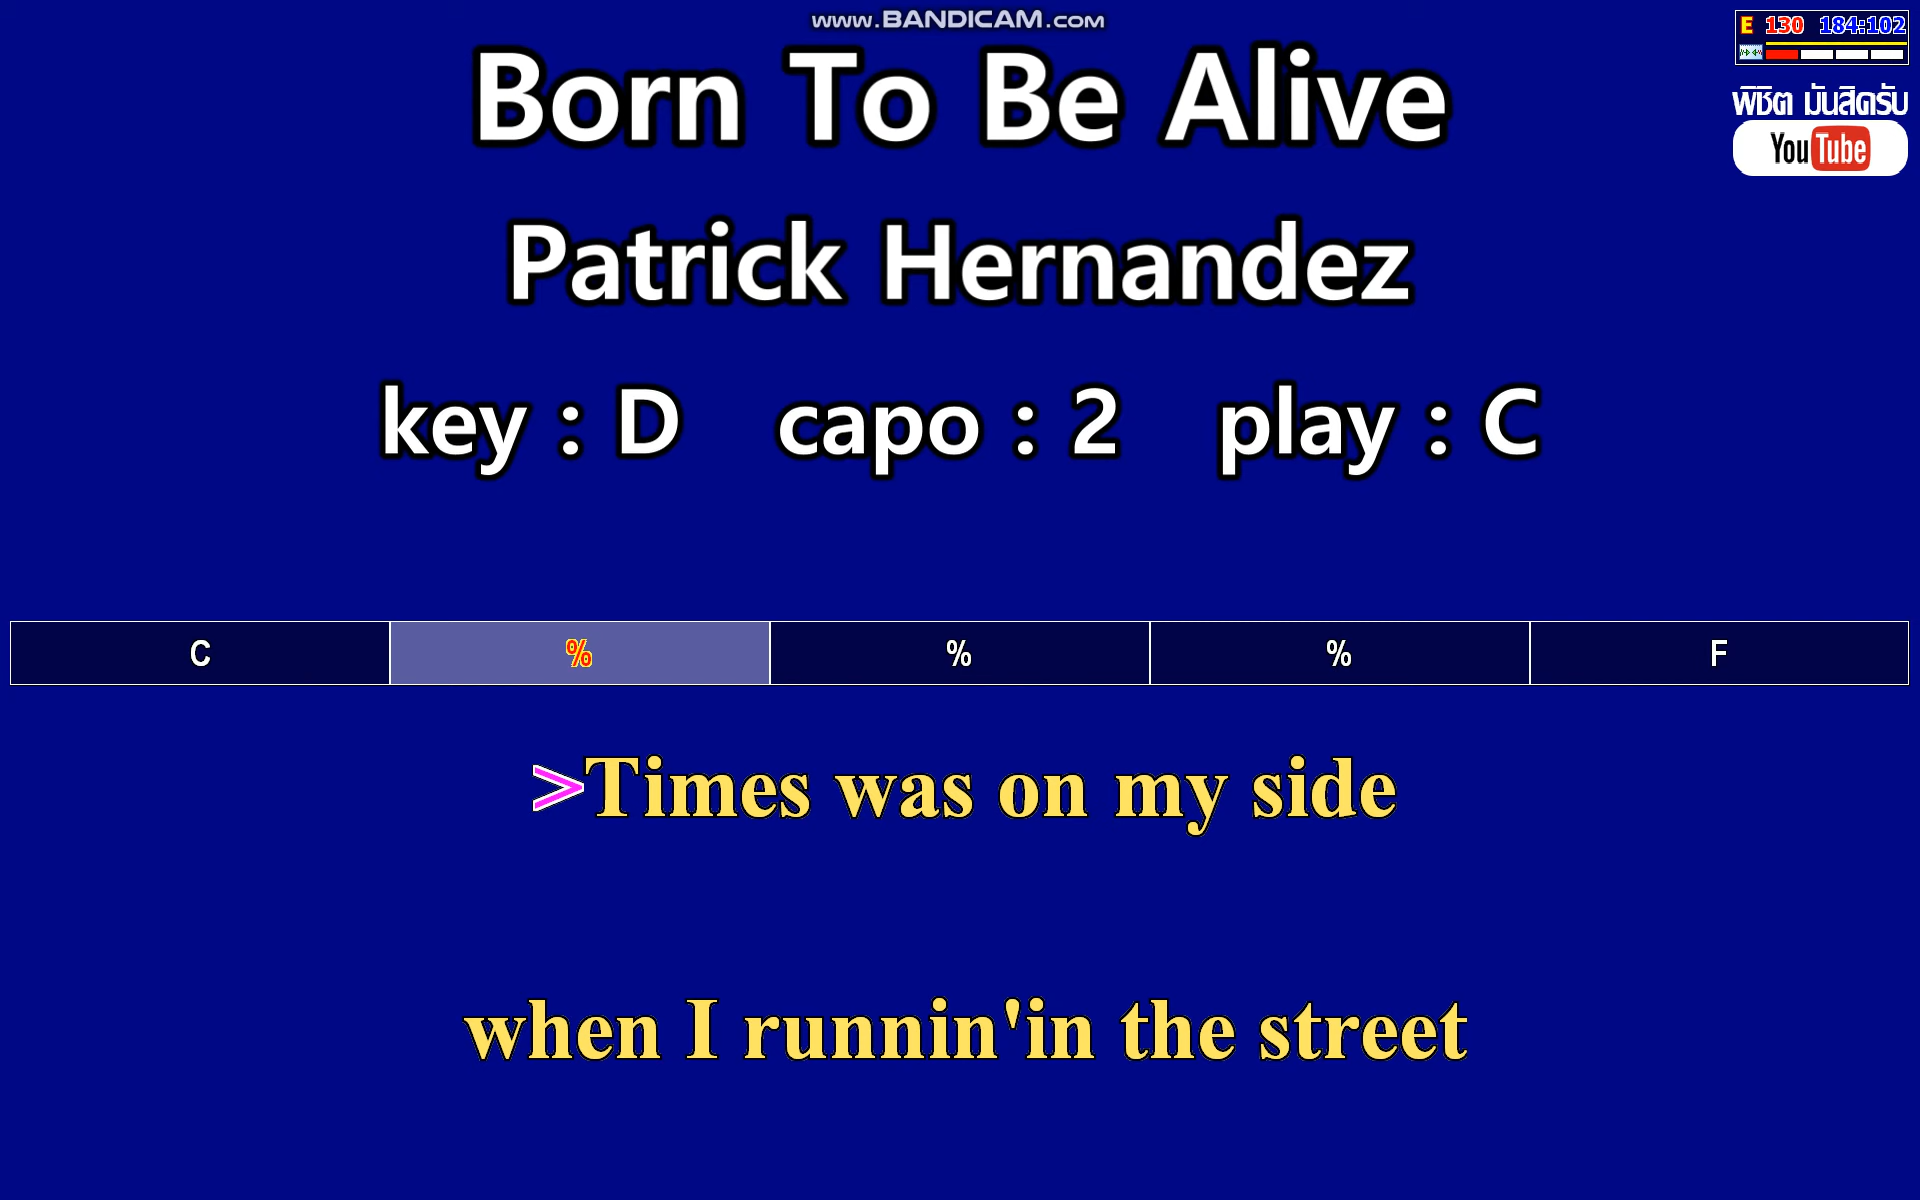 www.BANDICAM.com
E 130 184:102
Born To Be Alive
พิชิต มันสิดรับ
YouTube
Patrick Hernandez
key : D capo : 2 play : C
C % % % F
>Times was on my side
when I runnin'in the street